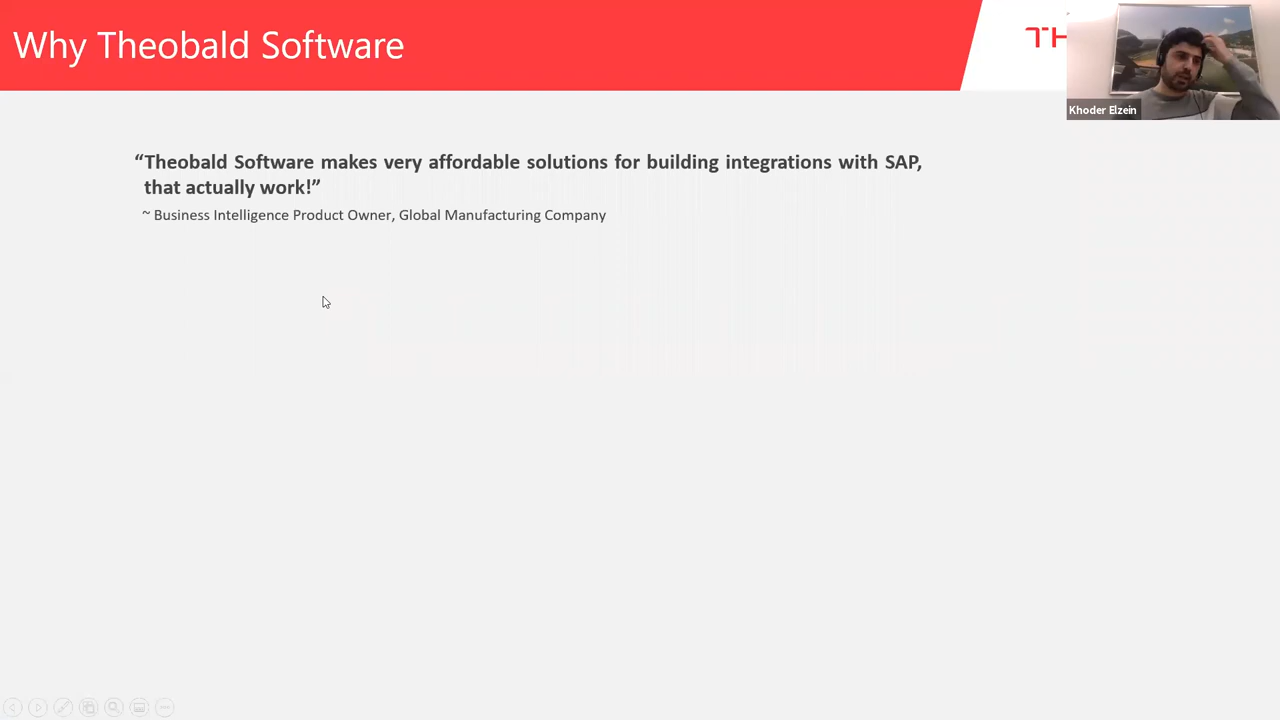 Why Theobald Software
TH
Khoder Elzein
“Theobald Software makes very affordable solutions for building integrations with SAP,
that actually work!”
~ Business Intelligence Product Owner, Global Manufacturing Company